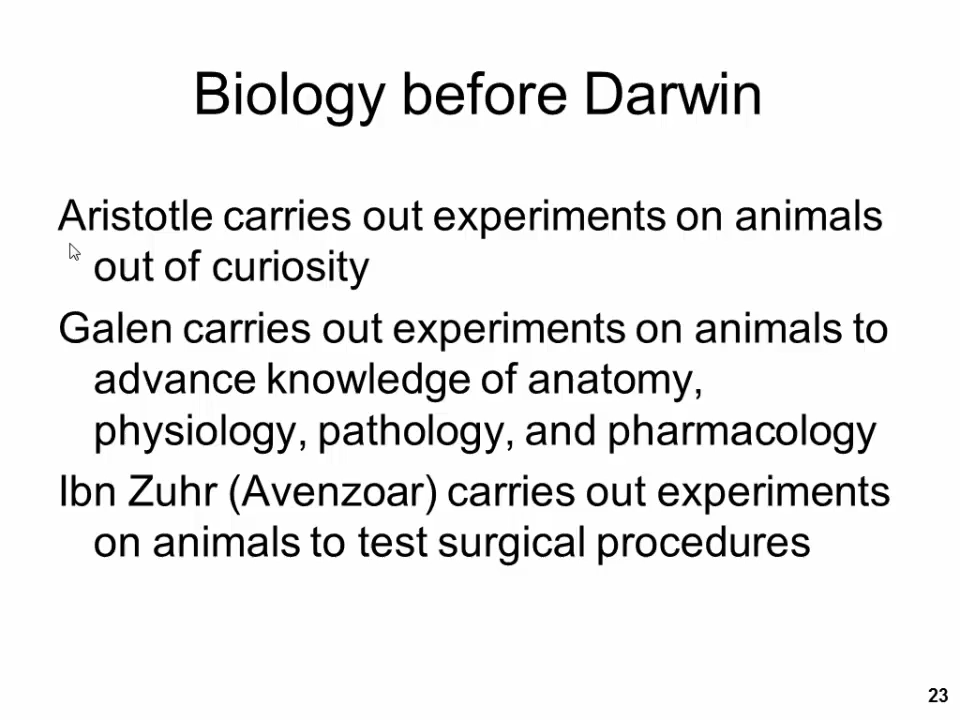 Biology before Darwin
Aristotle carries out experiments on animals
out of curiosity
Galen carries out experiments on animals to
advance knowledge of anatomy,
physiology, pathology, and pharmacology
Ibn Zuhr (Avenzoar) carries out experiments
on animals to test surgical procedures
23